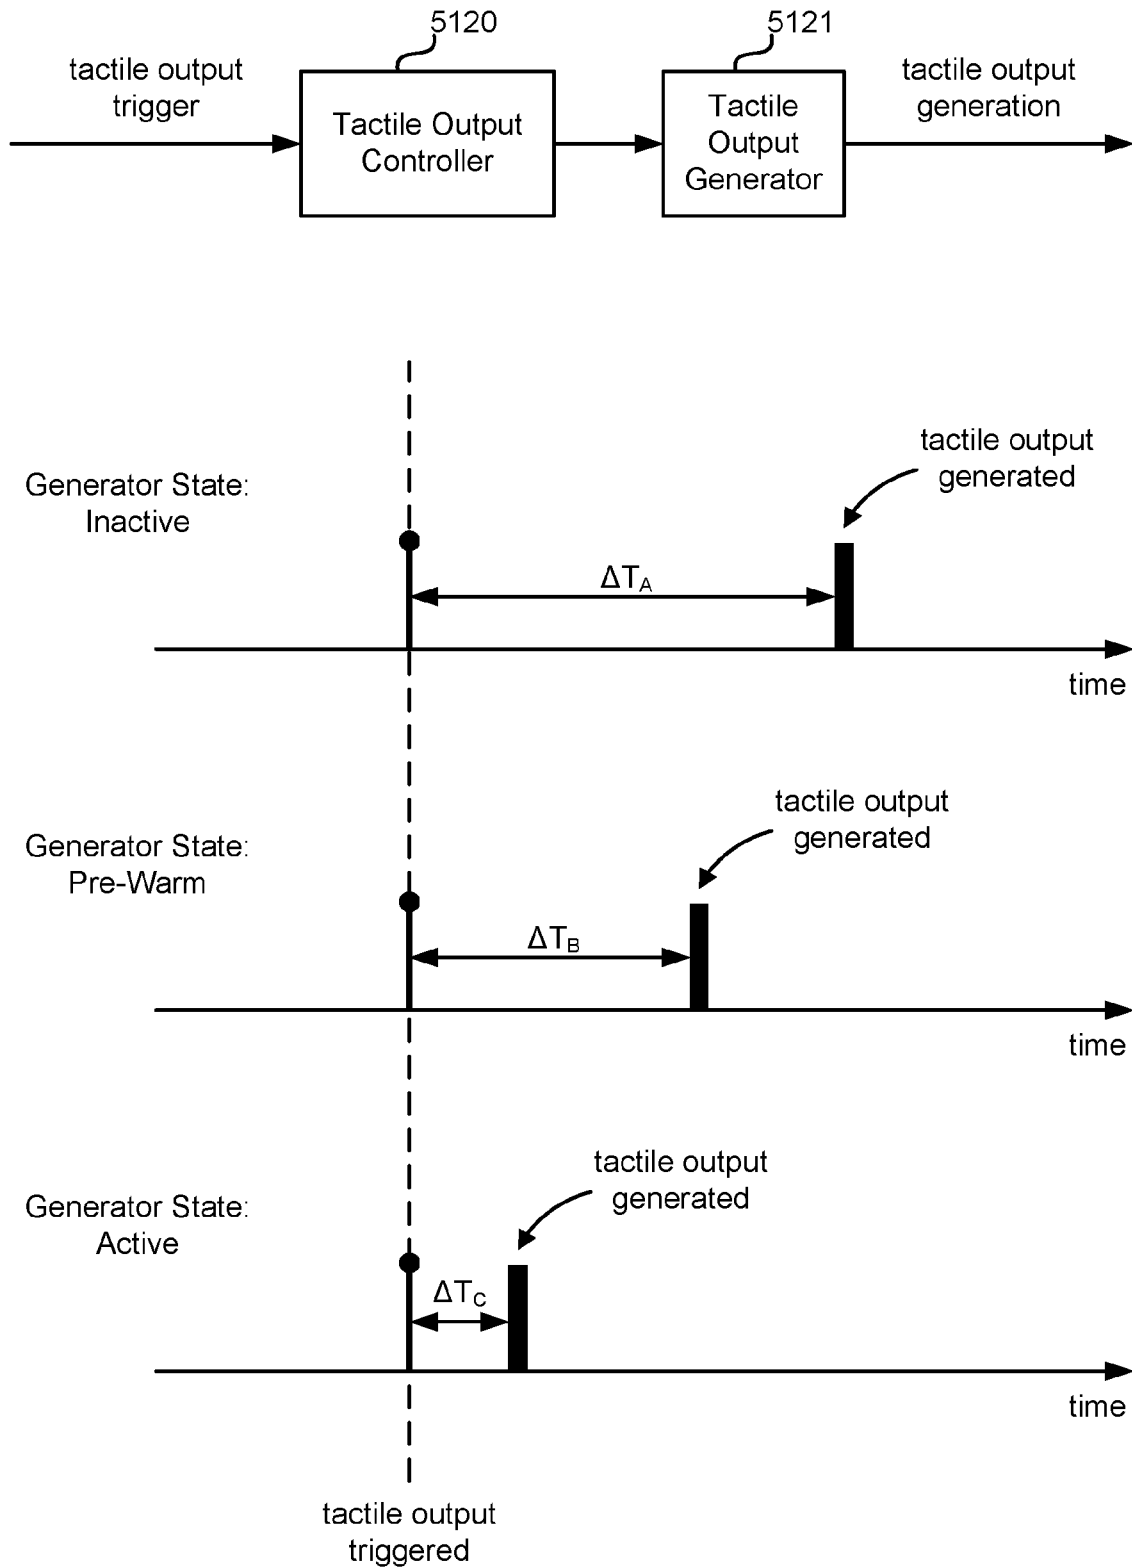 5120
5121
tactile output
trigger
Tactile Output
Controller
Tactile
Output
Generator
tactile output
generation
tactile output
generated
Generator State:
Inactive
ΔTA
time
tactile output
generated
Generator State:
Pre-Warm
ΔTB
time
tactile output
generated
Generator State:
Active
ΔTC
time
tactile output
triggered